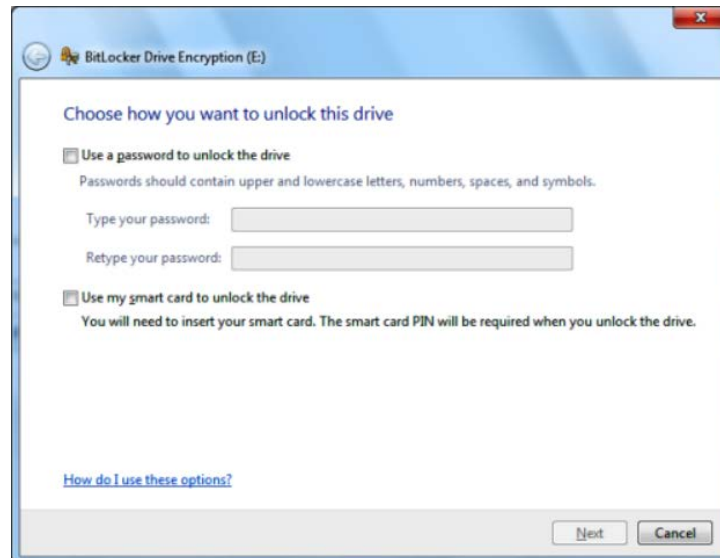 BitLocker Drive Encryption (E:)
Choose how you want to unlock this drive
Use a password to unlock the drive
Passwords should contain upper and lowercase letters, numbers, spaces, and symbols.
Type your password:
Retype your password:
Use my smart card to unlock the drive
You will need to insert your smart card. The smart card PIN will be required when you unlock the drive.
How do I use these options?
Next Cancel